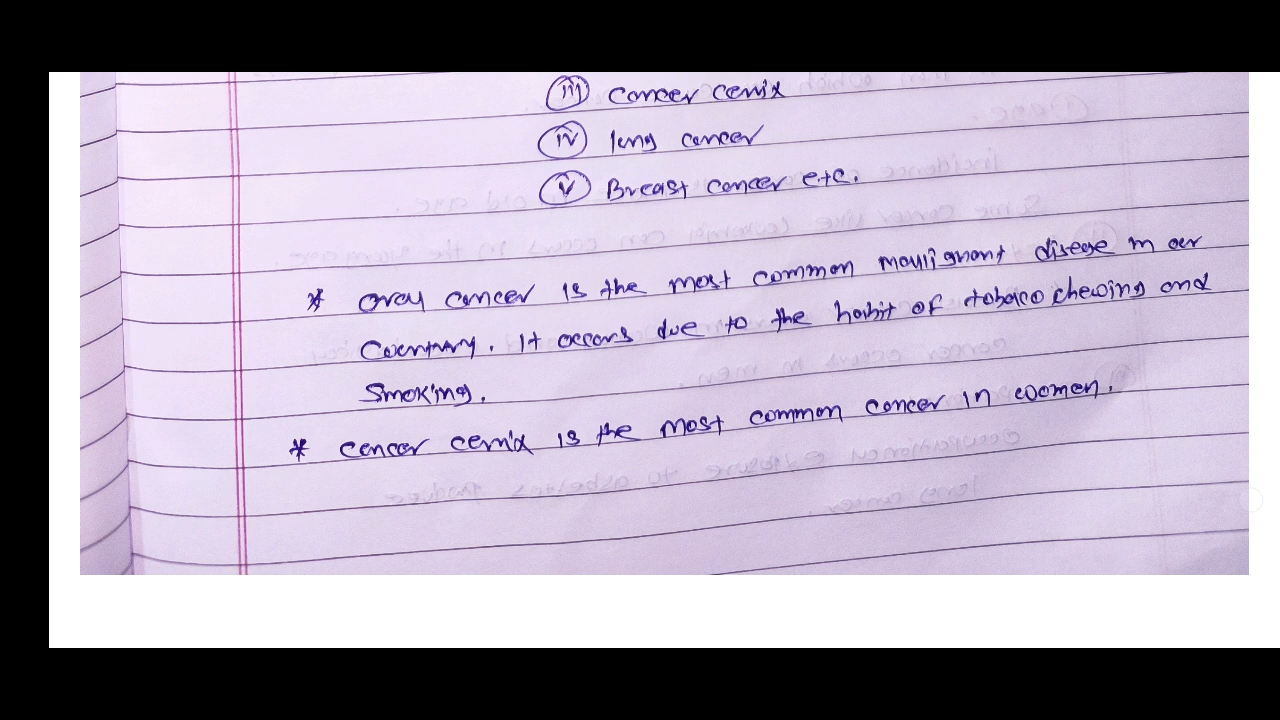 (iii) Cancer cervix
(iv) lung cancer
(v) Breast cancer etc.
* Oral cancer is the most common malignant disease in our
Country. It occurs due to the habit of tobaco chewing and
Smoking.
* cancer cervix is the most common cancer in women.